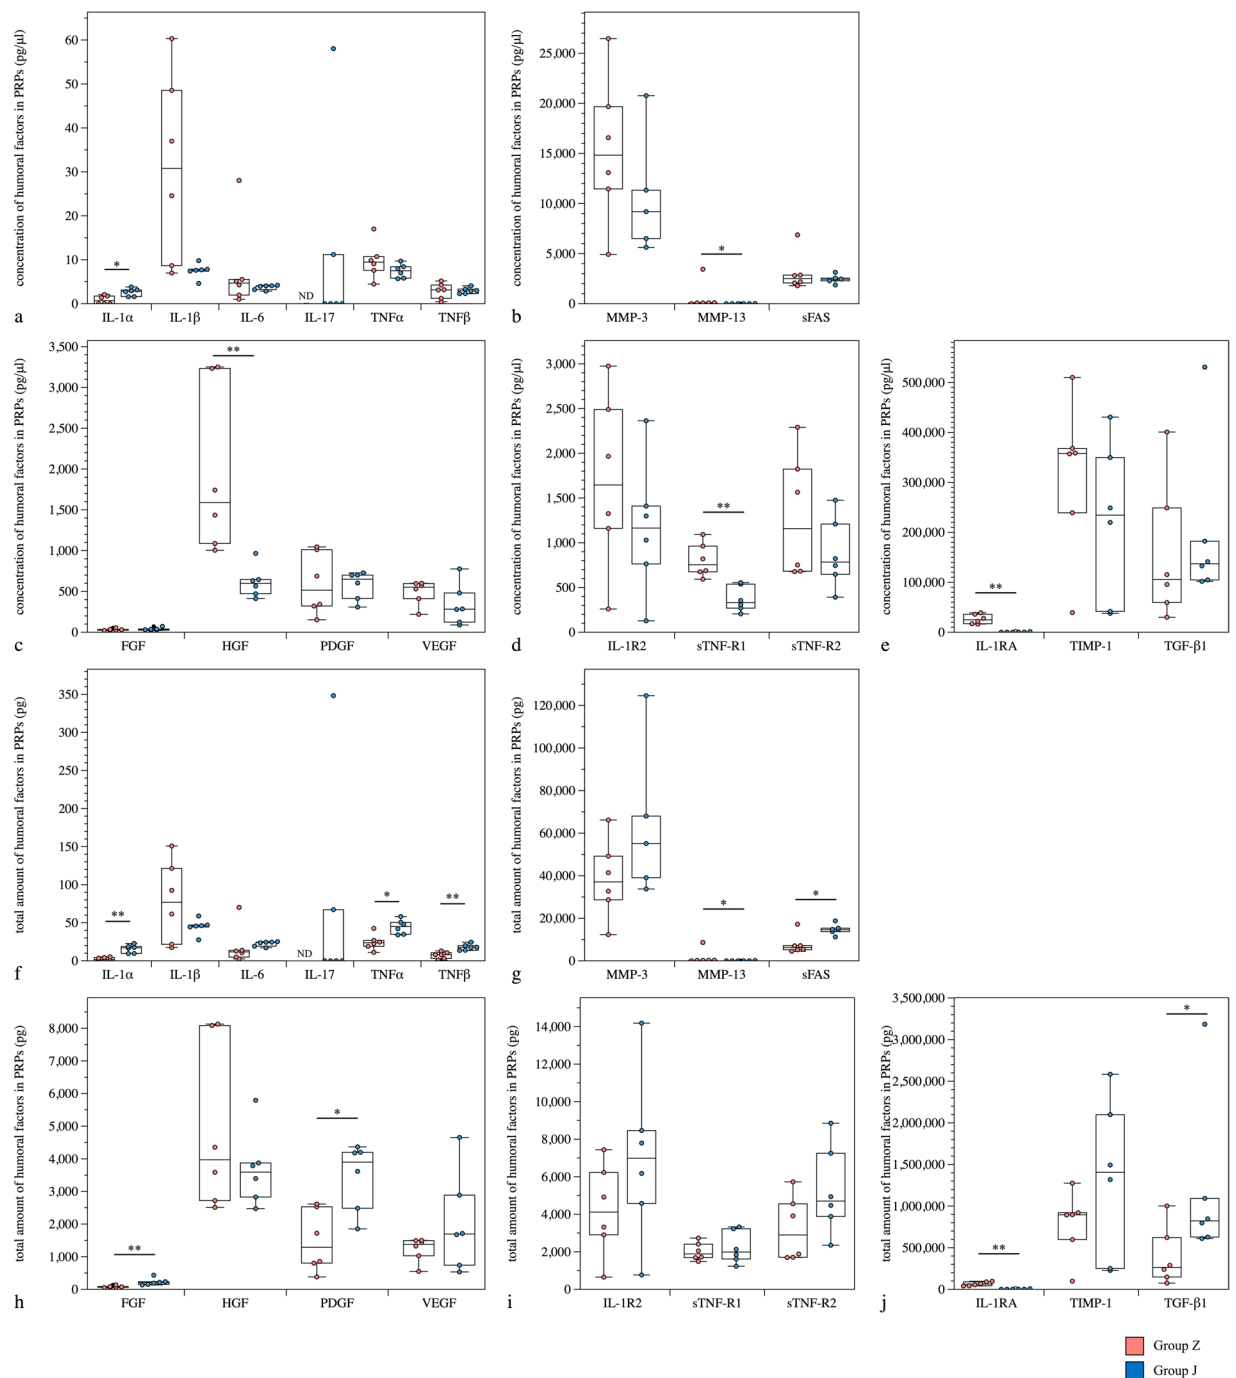 concentration of humoral factors in PRPs (pg/μl)
60
50
40
30
20
10
0
*
ND
a
IL-1α
IL-1β
IL-6
IL-17
TNFα
TNFβ
concentration of humoral factors in PRPs (pg/μl)
25,000
20,000
15,000
10,000
5,000
0
*
b
MMP-3
MMP-13
sFAS
concentration of humoral factors in PRPs (pg/μl)
3,500
3,000
2,500
2,000
1,500
1,000
500
0
**
c
FGF
HGF
PDGF
VEGF
concentration of humoral factors in PRPs (pg/μl)
3,000
2,500
2,000
1,500
1,000
500
0
**
d
IL-1R2
sTNF-R1
sTNF-R2
concentration of humoral factors in PRPs (pg/μl)
500,000
400,000
300,000
200,000
100,000
0
**
e
IL-1RA
TIMP-1
TGF-β1
total amount of humoral factors in PRPs (pg)
350
300
250
200
150
100
50
0
**
ND
*
**
f
IL-1α
IL-1β
IL-6
IL-17
TNFα
TNFβ
total amount of humoral factors in PRPs (pg)
120,000
100,000
80,000
60,000
40,000
20,000
0
*
*
g
MMP-3
MMP-13
sFAS
total amount of humoral factors in PRPs (pg)
8,000
7,000
6,000
5,000
4,000
3,000
2,000
1,000
0
**
*
h
FGF
HGF
PDGF
VEGF
total amount of humoral factors in PRPs (pg)
14,000
12,000
10,000
8,000
6,000
4,000
2,000
0
i
IL-1R2
sTNF-R1
sTNF-R2
total amount of humoral factors in PRPs (pg)
3,500,000
3,000,000
2,500,000
2,000,000
1,500,000
1,000,000
500,000
0
**
*
j
IL-1RA
TIMP-1
TGF-β1
Group Z
Group J